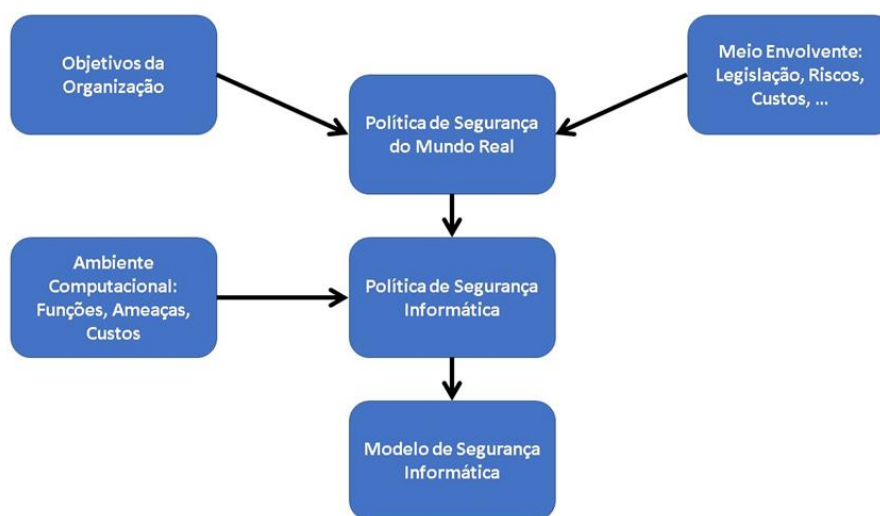 Objetivos da
Organização
Meio Envolvente:
Legislação, Riscos,
Custos, ...
Política de Segurança
do Mundo Real
Ambiente
Computacional:
Funções, Ameaças,
Custos
Política de Segurança
Informática
Modelo de Segurança
Informática